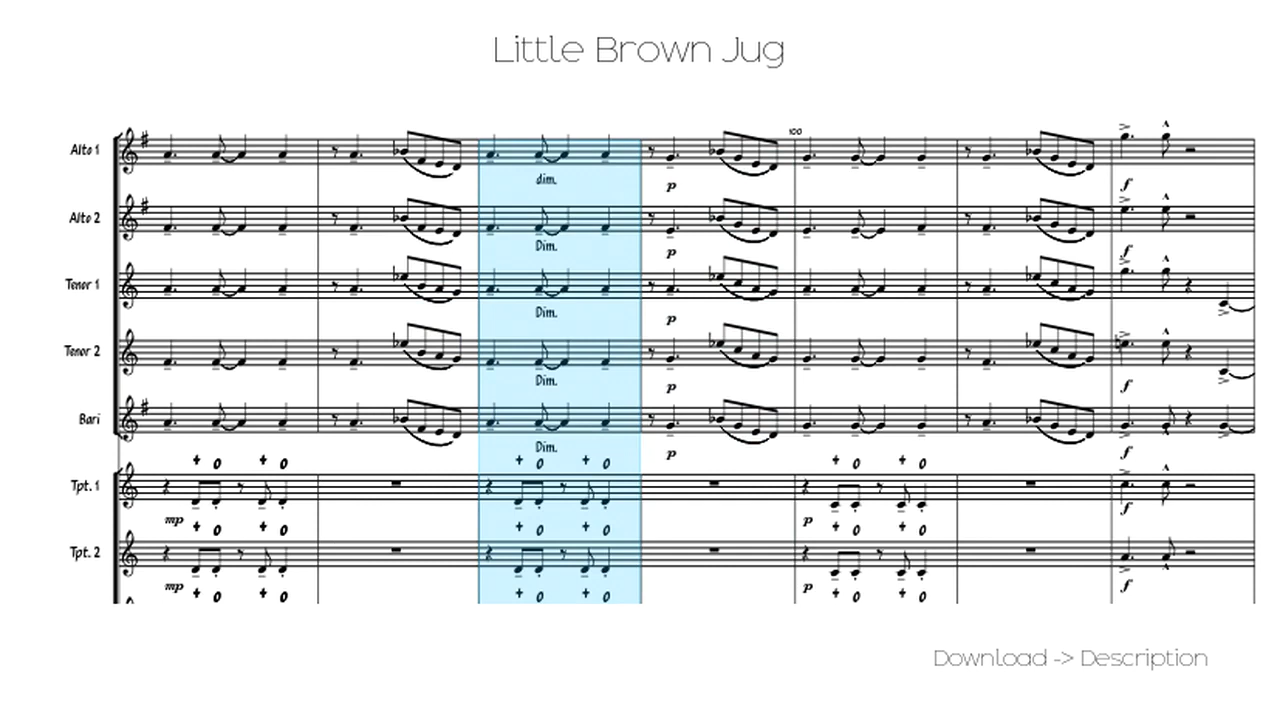 Little Brown Jug
100
Alto 1
dim.
p
f
Alto 2
Dim.
p
f
Tenor 1
Dim.
p
f
Tenor 2
Dim.
p
f
Bari
Dim.
p
f
Tpt. 1
mp
p
f
Tpt. 2
mp
p
f
Download -> Description